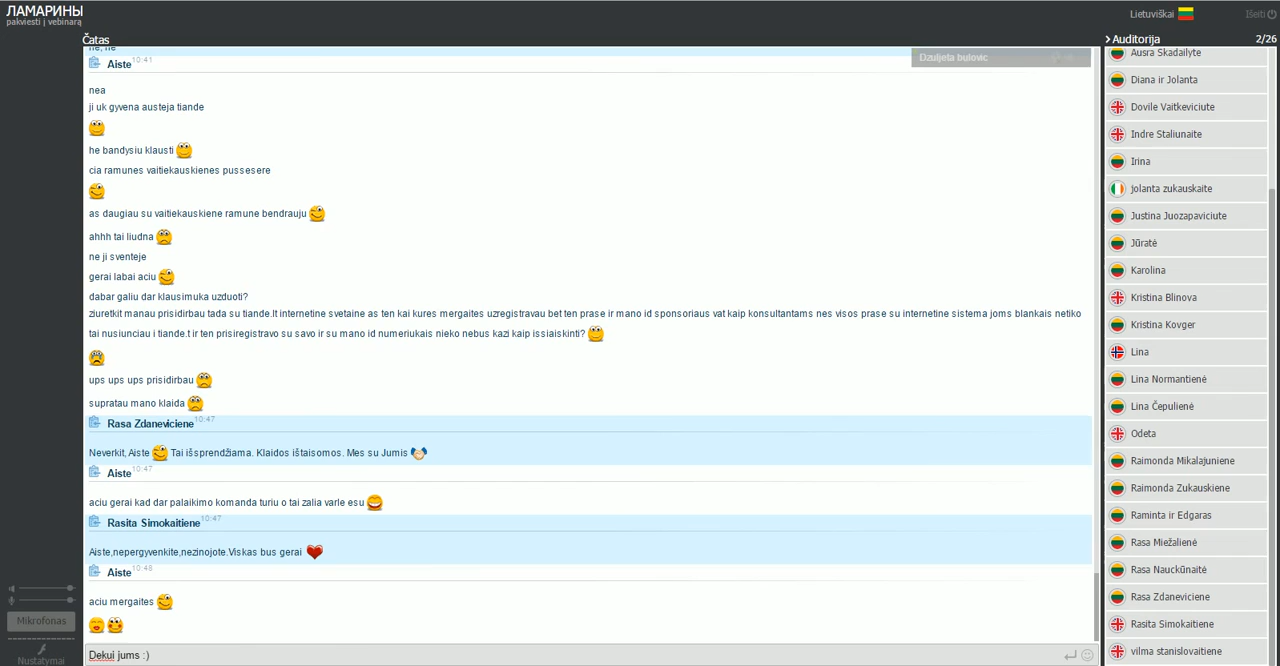 ЛАМАРИНЫ
pakviesti į vebinarą
Lietuviškai
Išeiti
Čatas
Auditorija 2/26
ne, ne
Aiste 10:41
Dzuljeta bulovic
nea
ji uk gyvena austeja tiande
he bandysiu klausti
cia ramunes vaitiekauskienes pussesere
as daugiau su vaitiekauskiene ramune bendrauju
ahhh tai liudna
ne ji sventeje
gerai labai aciu
dabar galiu dar klausimuka uzduoti?
ziuretkit manau prisidirbau tada su tiande.lt internetine svetaine as ten kai kures mergaites uzregistravau bet ten prase ir mano id sponsoriaus vat kaip konsultantams nes visos prase su internetine sistema joms blankais netiko
tai nusiunciau i tiande.t ir ten prisiregistravo su savo ir su mano id numeriukais nieko nebus kazi kaip issiaiskinti?
ups ups ups prisidirbau
supratau mano klaida
Rasa Zdaneviciene 10:47
Neverkit, Aiste Tai išsprendžiama. Klaidos ištaisomos. Mes su Jumis
Aiste 10:47
aciu gerai kad dar palaikimo komanda turiu o tai zalia varle esu
Rasita Simokaitiene 10:47
Aiste,nepergyvenkite,nezinojote.Viskas bus gerai
Aiste 10:48
aciu mergaites
Dekui jums :)
Mikrofonas
Nustatymai
Ausra Skadailyte
Diana ir Jolanta
Dovile Vaitkeviciute
Indre Staliunaite
Irina
jolanta zukauskaite
Justina Juozapaviciute
Jūratė
Karolina
Kristina Blinova
Kristina Kovger
Lina
Lina Normantienė
Lina Čepulienė
Odeta
Raimonda Mikalajuniene
Raimonda Zukauskiene
Raminta ir Edgaras
Rasa Miežalienė
Rasa Nauckūnaitė
Rasa Zdaneviciene
Rasita Simokaitiene
vilma stanislovaitiene